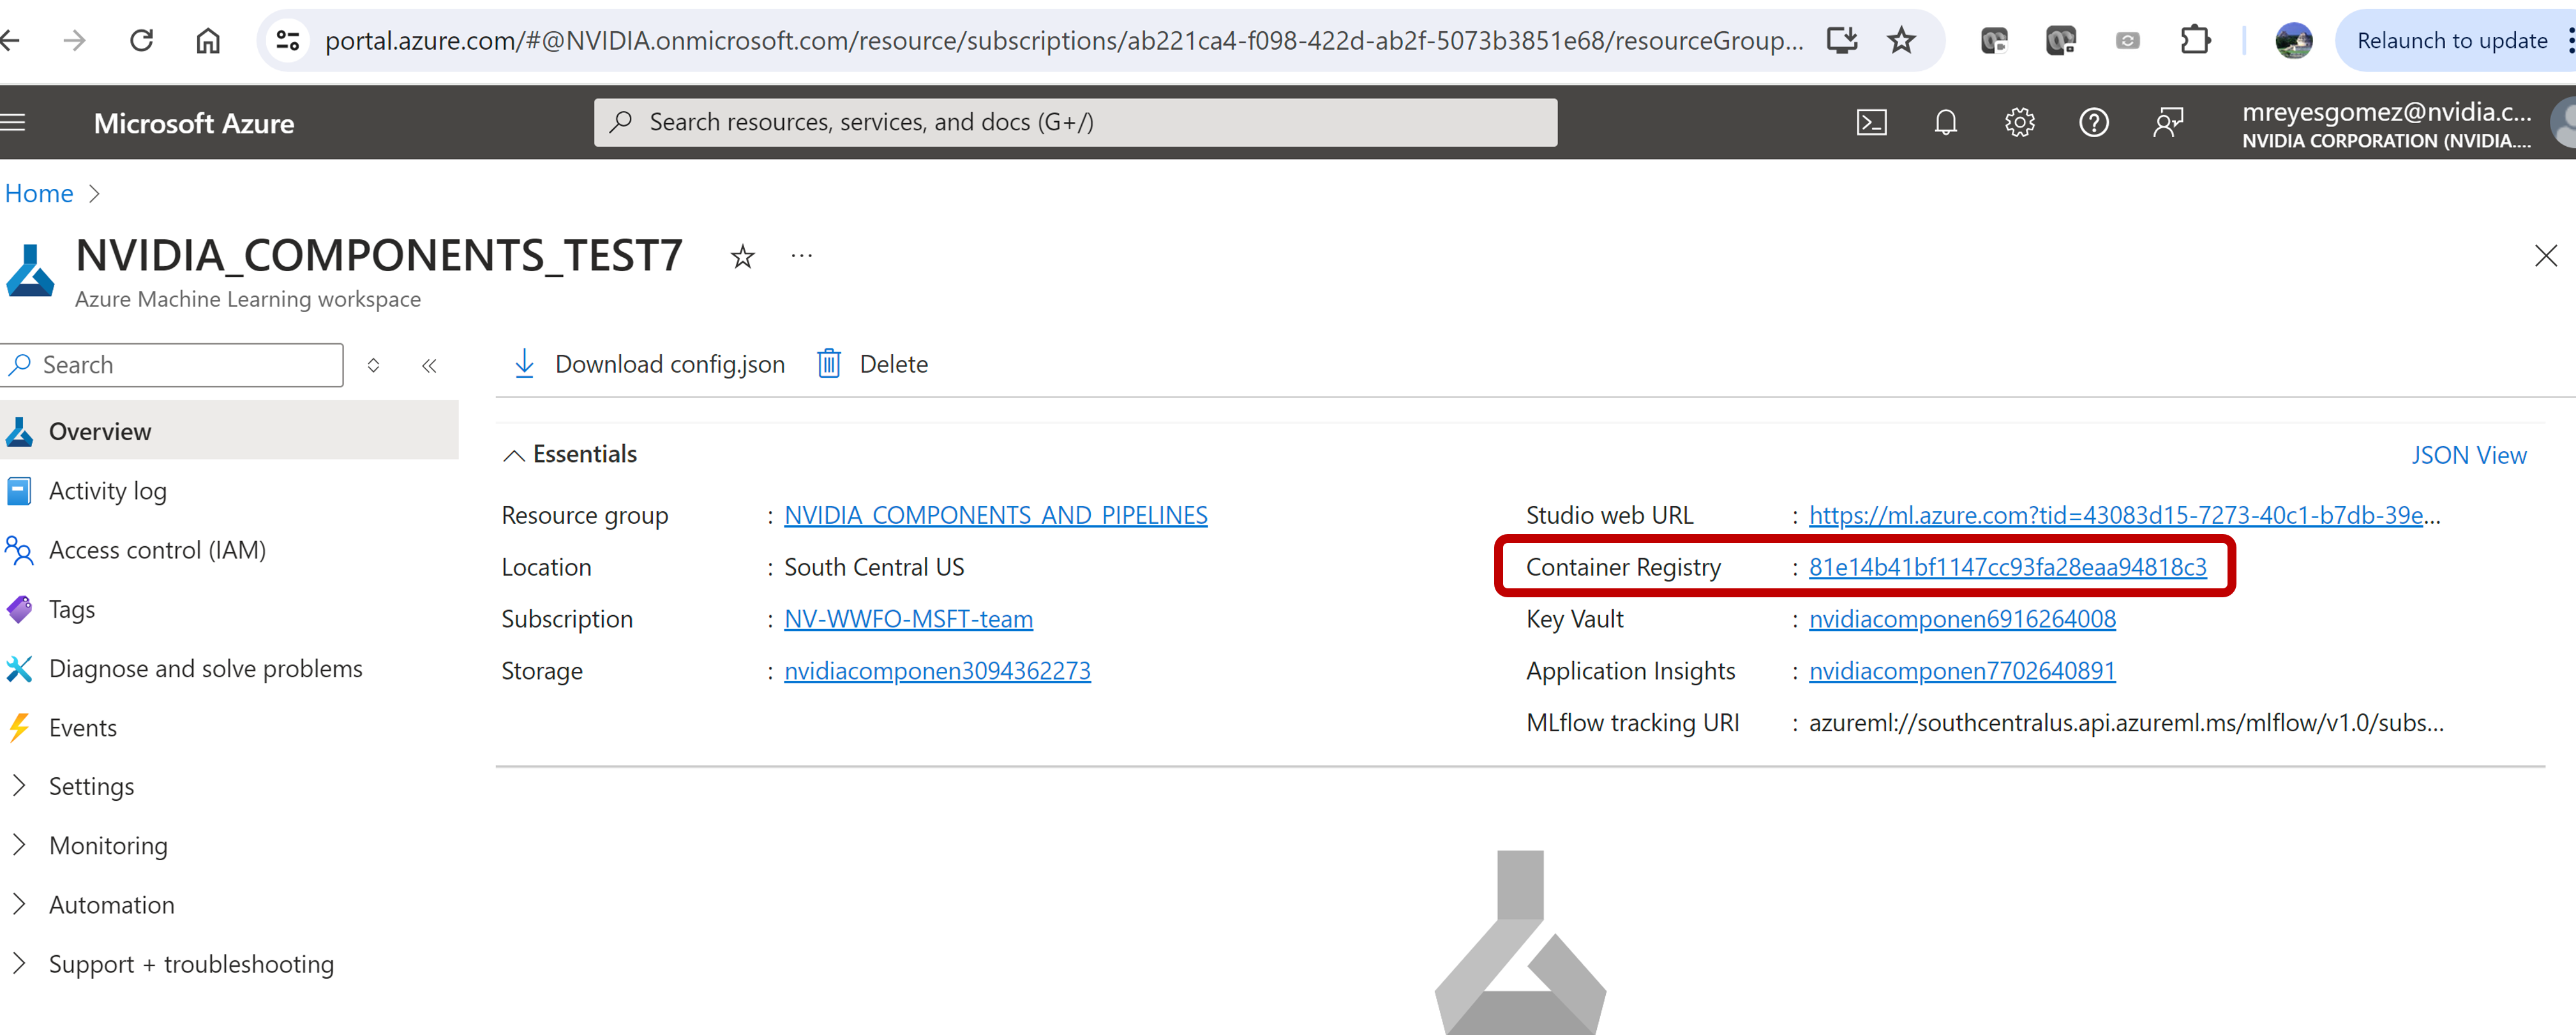 portal.azure.com/#@NVIDIA.onmicrosoft.com/resource/subscriptions/ab221ca4-f098-422d-ab2f-5073b3851e68/resourceGroup...
Relaunch to update
Microsoft Azure
Search resources, services, and docs (G+/)
mreyesgomez@nvidia.c...
NVIDIA CORPORATION (NVIDIA....
Home
NVIDIA_COMPONENTS_TEST7
Azure Machine Learning workspace
Search
Download config.json
Delete
Overview
Activity log
Access control (IAM)
Tags
Diagnose and solve problems
Events
Settings
Monitoring
Automation
Support + troubleshooting
Essentials
JSON View
Resource group : NVIDIA_COMPONENTS_AND_PIPELINES
Location : South Central US
Subscription : NV-WWFO-MSFT-team
Storage : nvidiacomponen3094362273
Studio web URL : https://ml.azure.com?tid=43083d15-7273-40c1-b7db-39e...
Container Registry : 81e14b41bf1147cc93fa28eaa94818c3
Key Vault : nvidiacomponen6916264008
Application Insights : nvidiacomponen7702640891
MLflow tracking URI : azureml://southcentralus.api.azureml.ms/mlflow/v1.0/subs...